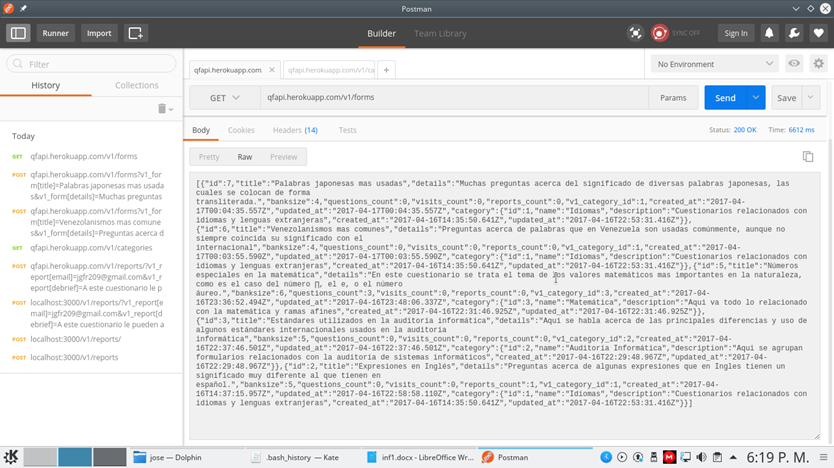 Postman
Runner
Import
Builder
Team Library
SYNC OFF
Sign In
Filter
History
Collections
Today
GET qfapi.herokuapp.com/v1/forms
POST qfapi.herokuapp.com/v1/forms?v1_for
m[title]=Palabras japonesas mas usada
s&v1_form[details]=Muchas preguntas
POST qfapi.herokuapp.com/v1/forms?v1_for
m[title]=Venezolanismos mas comune
s&v1_form[details]=Preguntas acerca d
GET qfapi.herokuapp.com/v1/categories
POST qfapi.herokuapp.com/v1/reports/?v1_r
eport[email]=jgfr209@gmail.com&v1_r
eport[debrief]=A este cuestionario le
POST localhost:3000/v1/reports/?v1_report[e
mail]=jgfr209@gmail.com&v1_report
[debrief]=A este cuestionario le pueden a
POST localhost:3000/v1/reports/
POST localhost:3000/v1/reports
qfapi.herokuapp.com
qfapi.herokuapp.com/v1/ca
No Environment
GET
qfapi.herokuapp.com/v1/forms
Params
Send
Save
Body
Cookies
Headers (14)
Tests
Status: 200 OK
Time: 6612 ms
Pretty
Raw
Preview
[{"id":7,"title":"Palabras japonesas mas usadas","details":"Muchas preguntas acerca del significado de diversas palabras japonesas, las
cuales se colocan de forma
transliterada.","banksize":4,"questions_count":0,"visits_count":0,"reports_count":0,"v1_category_id":1,"created_at":"2017-04-
17T00:04:35.557Z","updated_at":"2017-04-17T00:04:35.557Z","category":{"id":1,"name":"Idiomas","description":"Cuestionarios relacionados con
idiomas y lenguas extranjeras","created_at":"2017-04-16T14:35:50.641Z","updated_at":"2017-04-16T22:53:31.416Z"}},
{"id":6,"title":"Venezolanismos mas comunes","details":"Preguntas acerca de palabras que en Venezuela son usadas comúnmente, aunque no
siempre coincida su significado con el
internacional","banksize":4,"questions_count":0,"visits_count":0,"reports_count":0,"v1_category_id":1,"created_at":"2017-04-
17T00:03:55.590Z","updated_at":"2017-04-17T00:03:55.590Z","category":{"id":1,"name":"Idiomas","description":"Cuestionarios relacionados con
idiomas y lenguas extranjeras","created_at":"2017-04-16T14:35:50.641Z","updated_at":"2017-04-16T22:53:31.416Z"}},{"id":5,"title":"Números
especiales en la matemática","details":"En este cuestionario se trata el tema de los valores matemáticos mas importantes en la naturaleza,
como es el caso del número ∏, el e, o el número
áureo.","banksize":6,"questions_count":3,"visits_count":0,"reports_count":0,"v1_category_id":3,"created_at":"2017-04-
16T23:36:52.494Z","updated_at":"2017-04-16T23:48:06.337Z","category":{"id":3,"name":"Matemática","description":"Aqui va todo lo relacionado
con la matemática y ramas afines","created_at":"2017-04-16T22:31:46.925Z","updated_at":"2017-04-16T22:31:46.925Z"}},
{"id":3,"title":"Estándares utilizados en la auditoria informática","details":"Aqui se habla acerca de las principales diferencias y uso de
algunos estándares internacionales usados en la auditoria
informática","banksize":5,"questions_count":0,"visits_count":0,"reports_count":0,"v1_category_id":2,"created_at":"2017-04-
16T22:37:46.501Z","updated_at":"2017-04-16T22:37:46.501Z","category":{"id":2,"name":"Auditoria Informática","description":"Aqui se agrupan
formularios relacionados con la auditoria de sistemas informáticos","created_at":"2017-04-16T22:29:48.967Z","updated_at":"2017-04-
16T22:29:48.967Z"}},{"id":2,"title":"Expresiones en Inglés","details":"Preguntas acerca de algunas expresiones que en Ingles tienen un
significado muy diferente al que tienen en
español.","banksize":5,"questions_count":0,"visits_count":0,"reports_count":1,"v1_category_id":1,"created_at":"2017-04-
16T14:37:15.957Z","updated_at":"2017-04-16T22:58:58.110Z","category":{"id":1,"name":"Idiomas","description":"Cuestionarios relacionados con
idiomas y lenguas extranjeras","created_at":"2017-04-16T14:35:50.641Z","updated_at":"2017-04-16T22:53:31.416Z"}}]
jose — Dolphin
.bash_history — Kate
inf1.docx - LibreOffice Wr...
Postman
6:19 P. M.